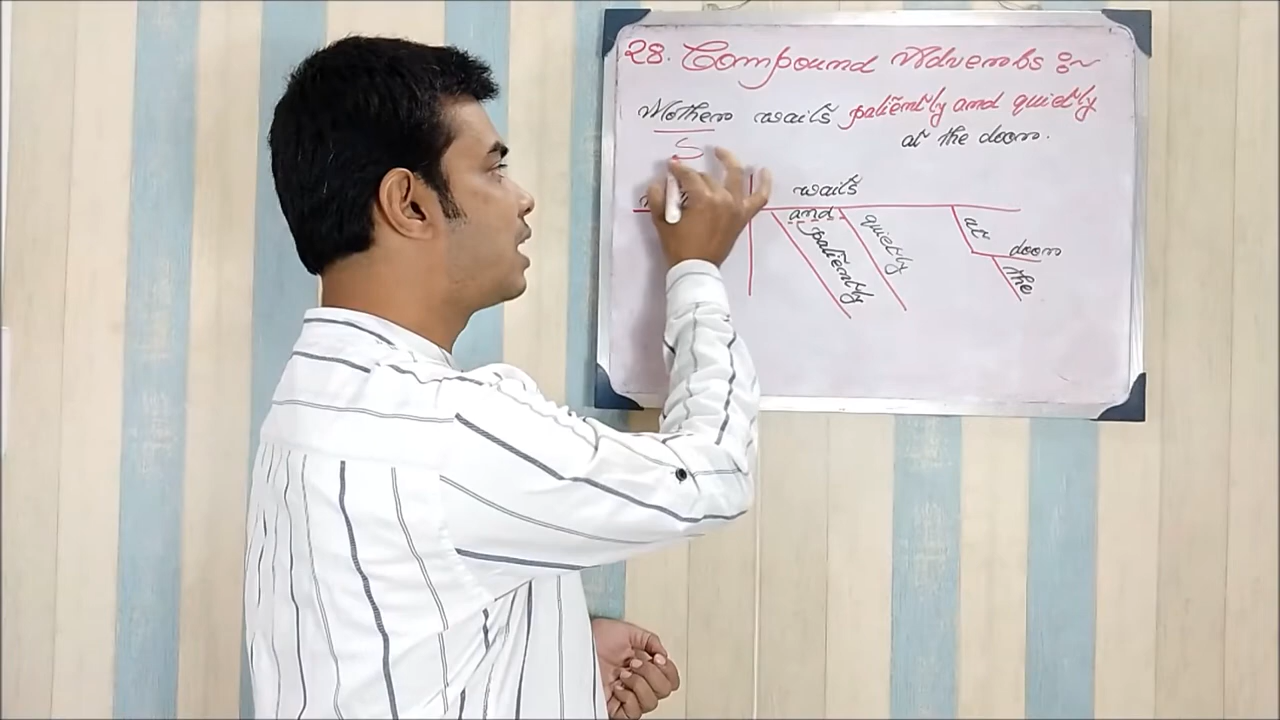 28. Compound Adverbs :~
Mother waits patiently and quietly
at the door.
S
waits
and
patiently
quietly
at
door
the